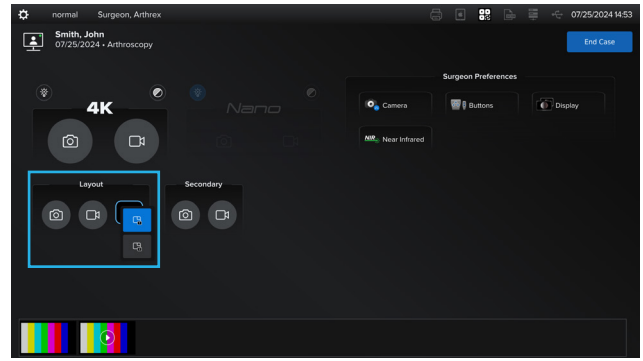 normal Surgeon, Arthrex 07/25/2024 14:53
Smith, John
07/25/2024 • Arthroscopy
End Case
Surgeon Preferences
4K
Nano
Camera
Buttons
Display
NIR Near Infrared
Layout
Secondary